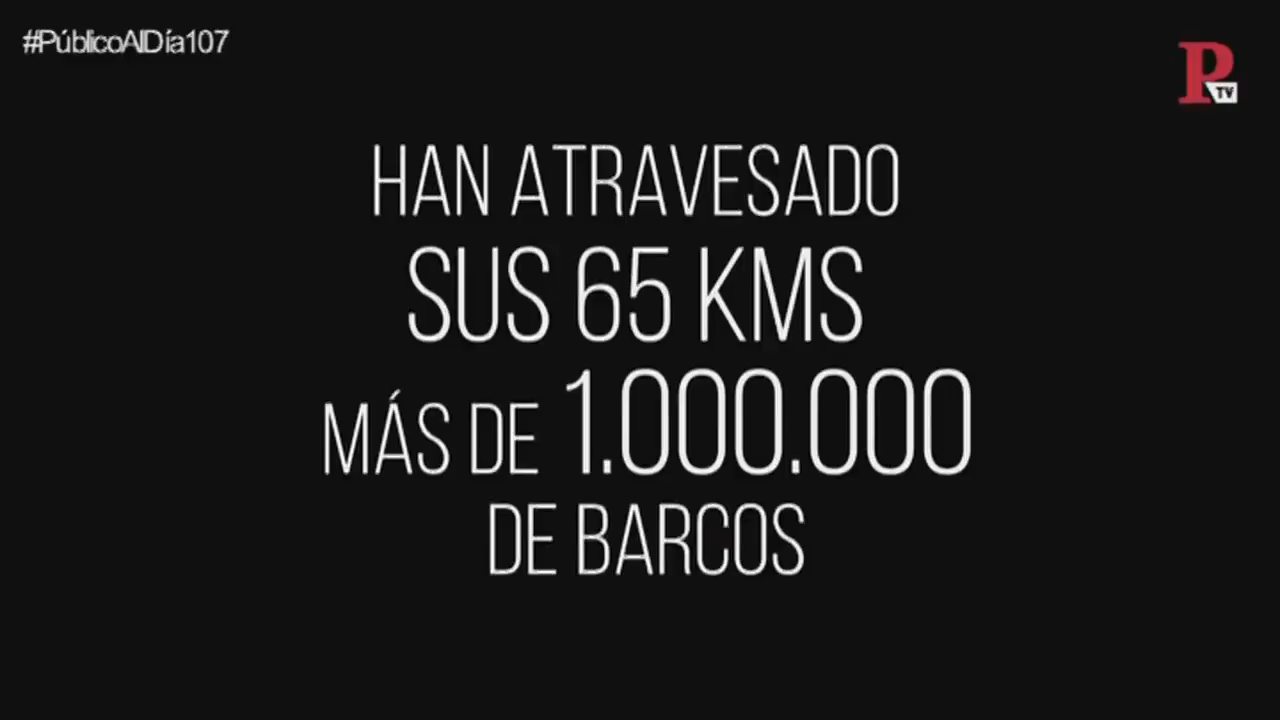 #PúblicoAlDía107
P
TV
HAN ATRAVESADO
SUS 65 KMS
MÁS DE 1.000.000
DE BARCOS